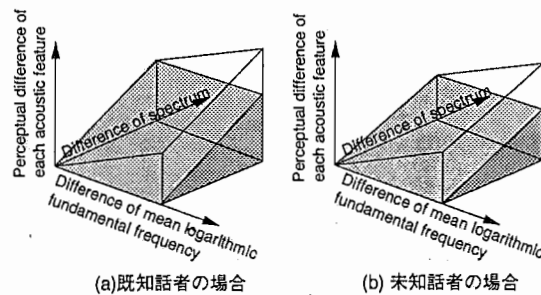 Perceptual difference of
each acoustic feature
Difference of spectrum
Difference of mean logarithmic
fundamental frequency
(a)既知話者の場合
Perceptual difference of
each acoustic feature
Difference of spectrum
Difference of mean logarithmic
fundamental frequency
(b) 未知話者の場合